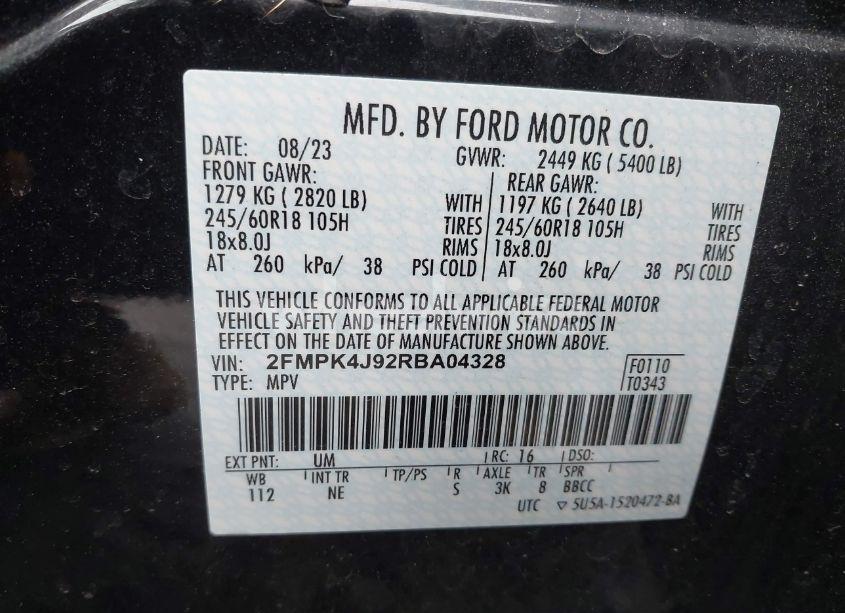 MFD. BY FORD MOTOR CO.
DATE: 08/23 GVWR: 2449 KG ( 5400 LB)
FRONT GAWR: REAR GAWR:
1279 KG ( 2820 LB) WITH 1197 KG ( 2640 LB) WITH
245/60R18 105H TIRES 245/60R18 105H TIRES
18x8.0J RIMS 18x8.0J RIMS
AT 260 kPa/ 38 PSI COLD AT 260 kPa/ 38 PSI COLD
THIS VEHICLE CONFORMS TO ALL APPLICABLE FEDERAL MOTOR
VEHICLE SAFETY AND THEFT PREVENTION STANDARDS IN
EFFECT ON THE DATE OF MANUFACTURE SHOWN ABOVE.
VIN: 2FMPK4J92RBA04328 F0110
TYPE: MPV T0343
EXT PNT: UM RC: 16 DSO:
WB INT TR TP/PS R AXLE TR SPR
112 NE S 3K 8 BBCC
UTC ▽ 5U5A-1520472-BA